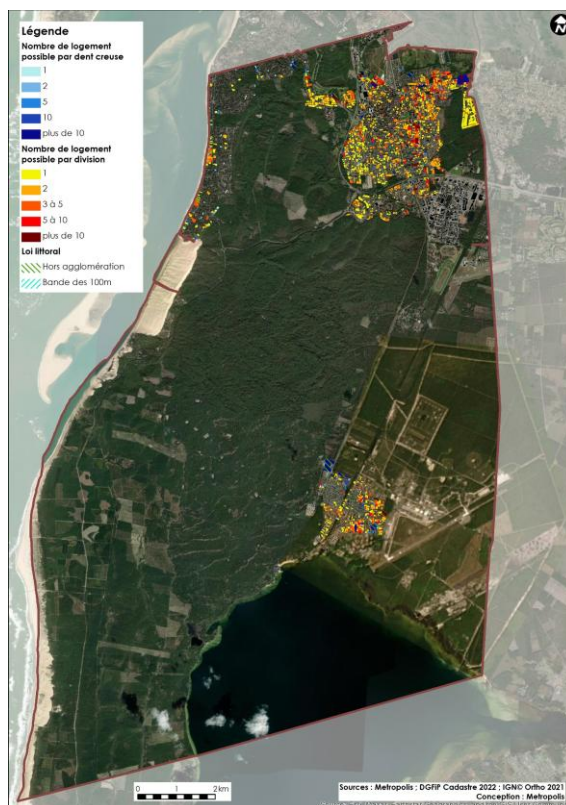 Légende
Nombre de logement
possible par dent creuse
1
2
5
10
plus de 10
Nombre de logement
possible par division
1
2
3 à 5
5 à 10
plus de 10
Loi littoral
Hors agglomération
Bande des 100m
N
0 1 2 km
Sources : Metropolis ; DGFiP Cadastre 2022 ; IGN© Ortho 2021
Conception : Metropolis